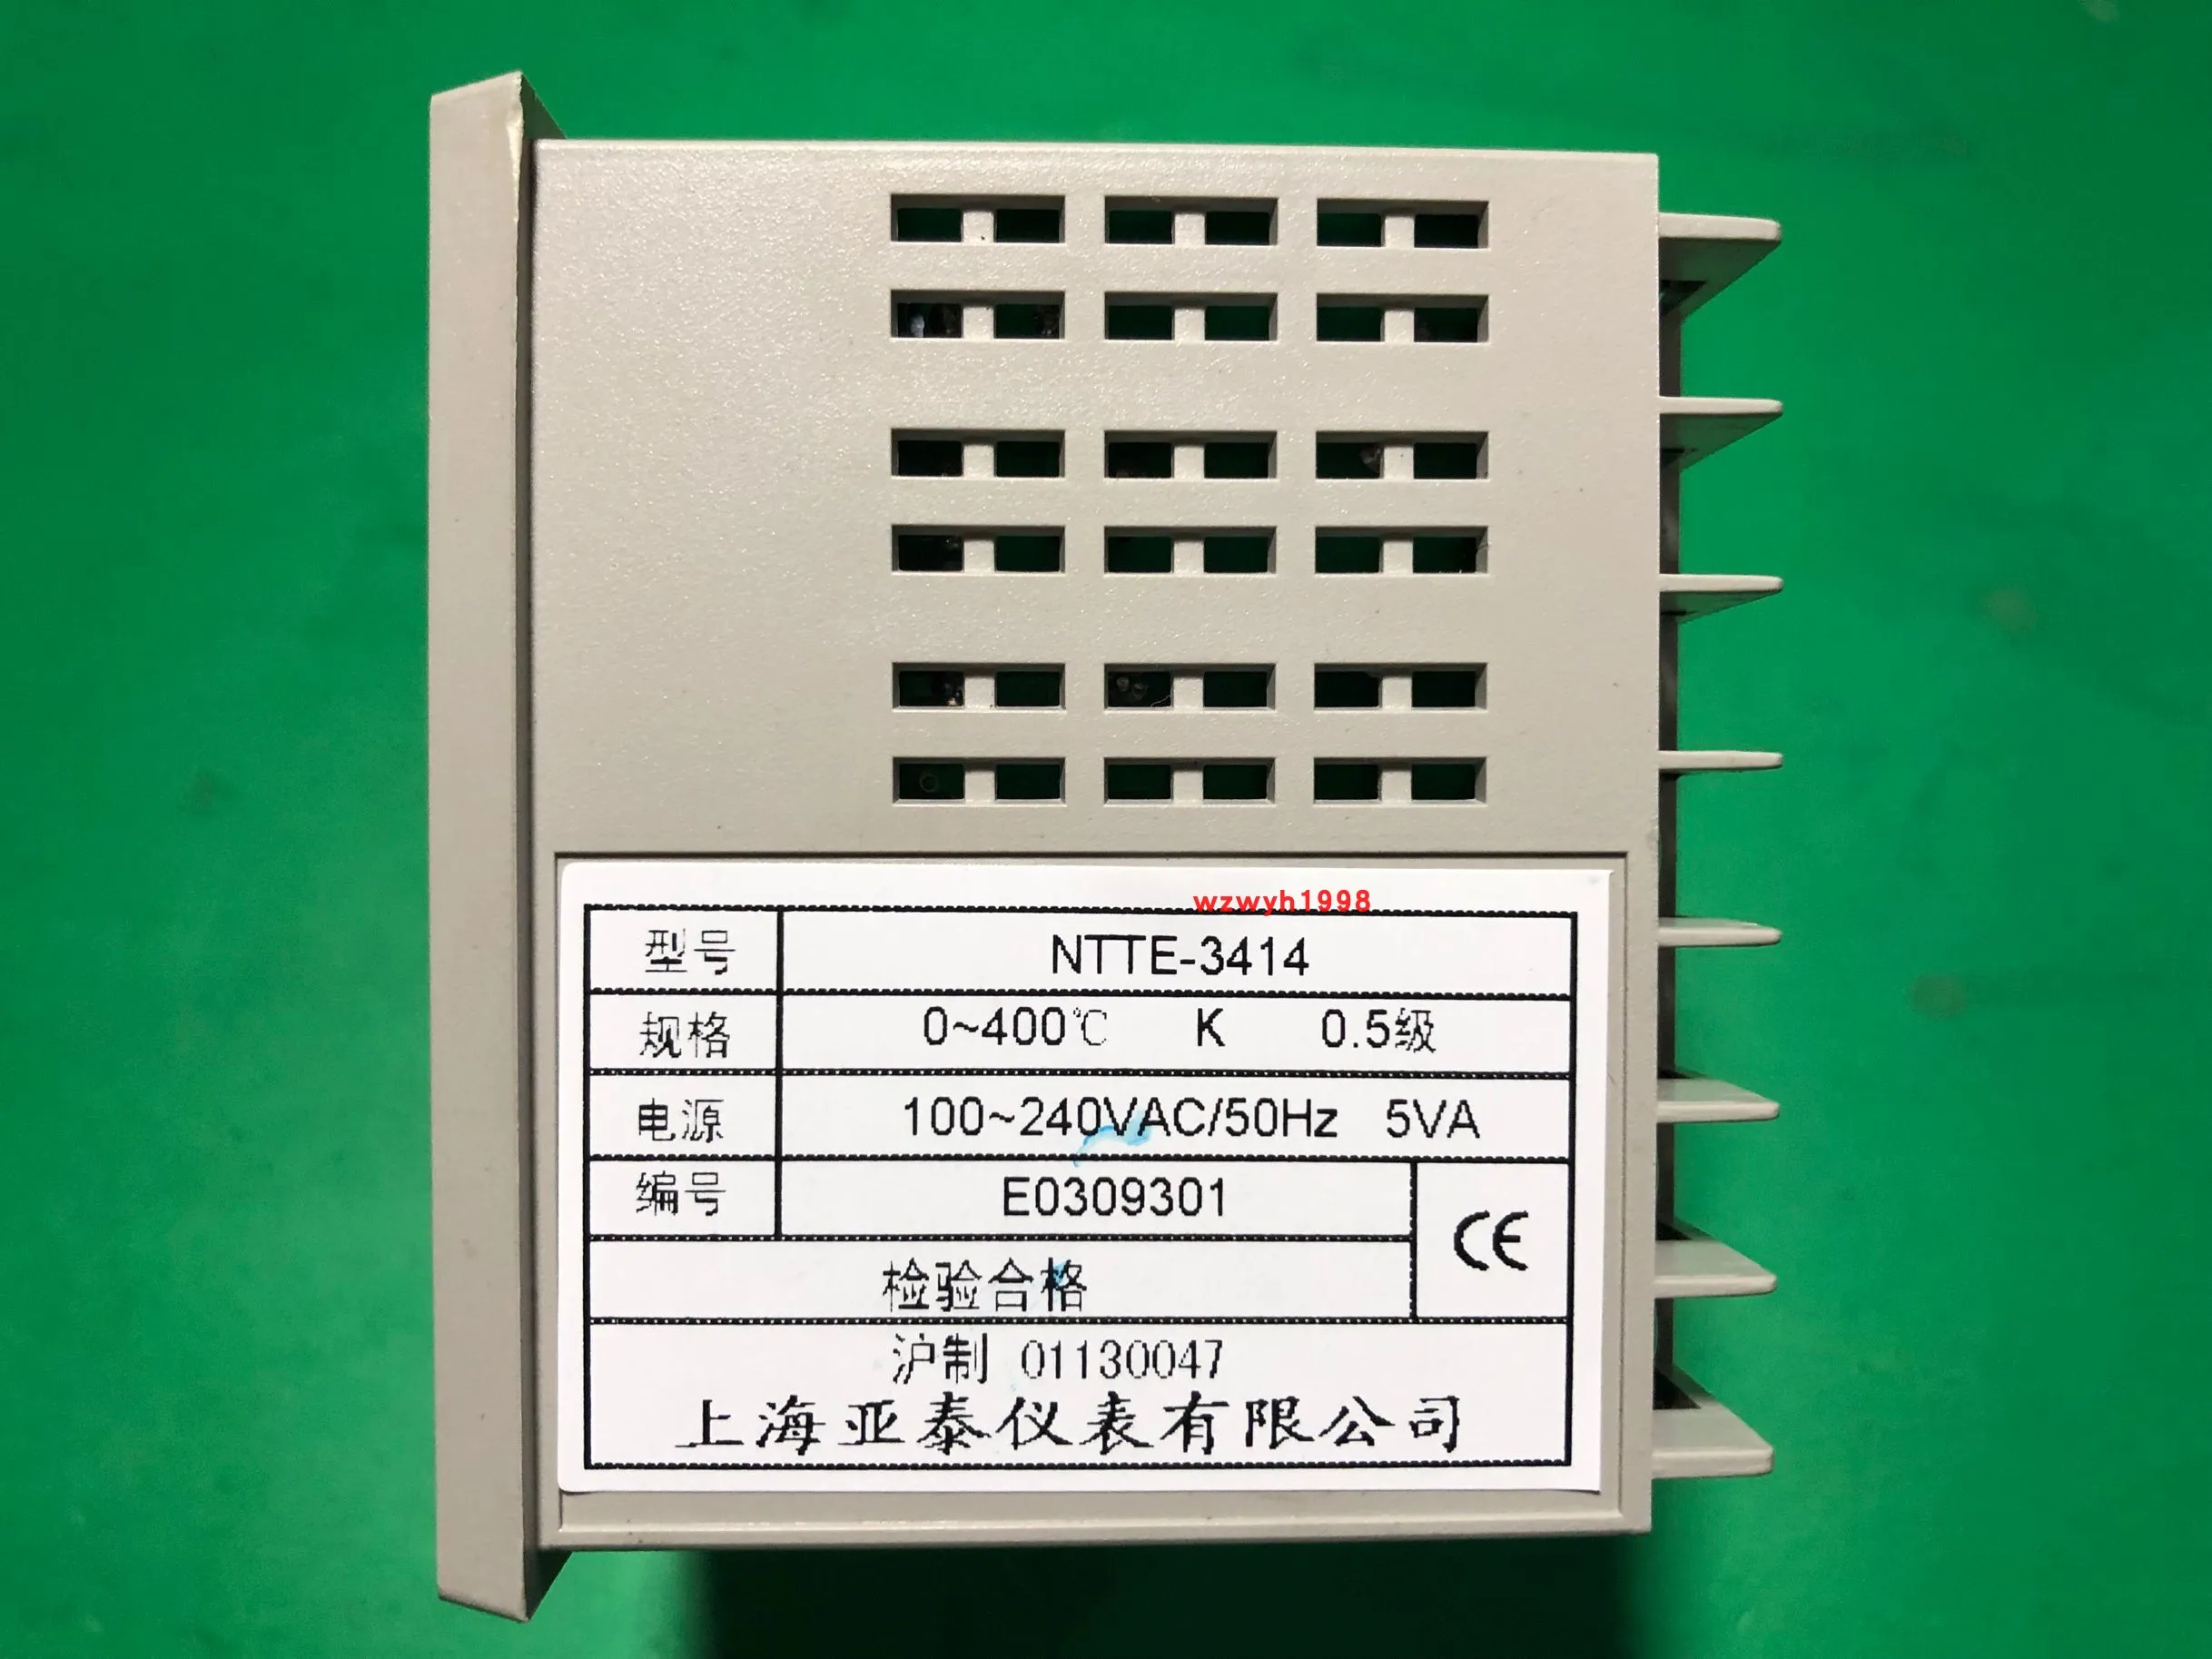 wzwyh1998
型号 NTTE-3414
规格 0~400℃ K 0.5级
电源 100~240VAC/50Hz 5VA
编号 E0309301
CE
检验合格
沪制 01130047
上海亚泰仪表有限公司